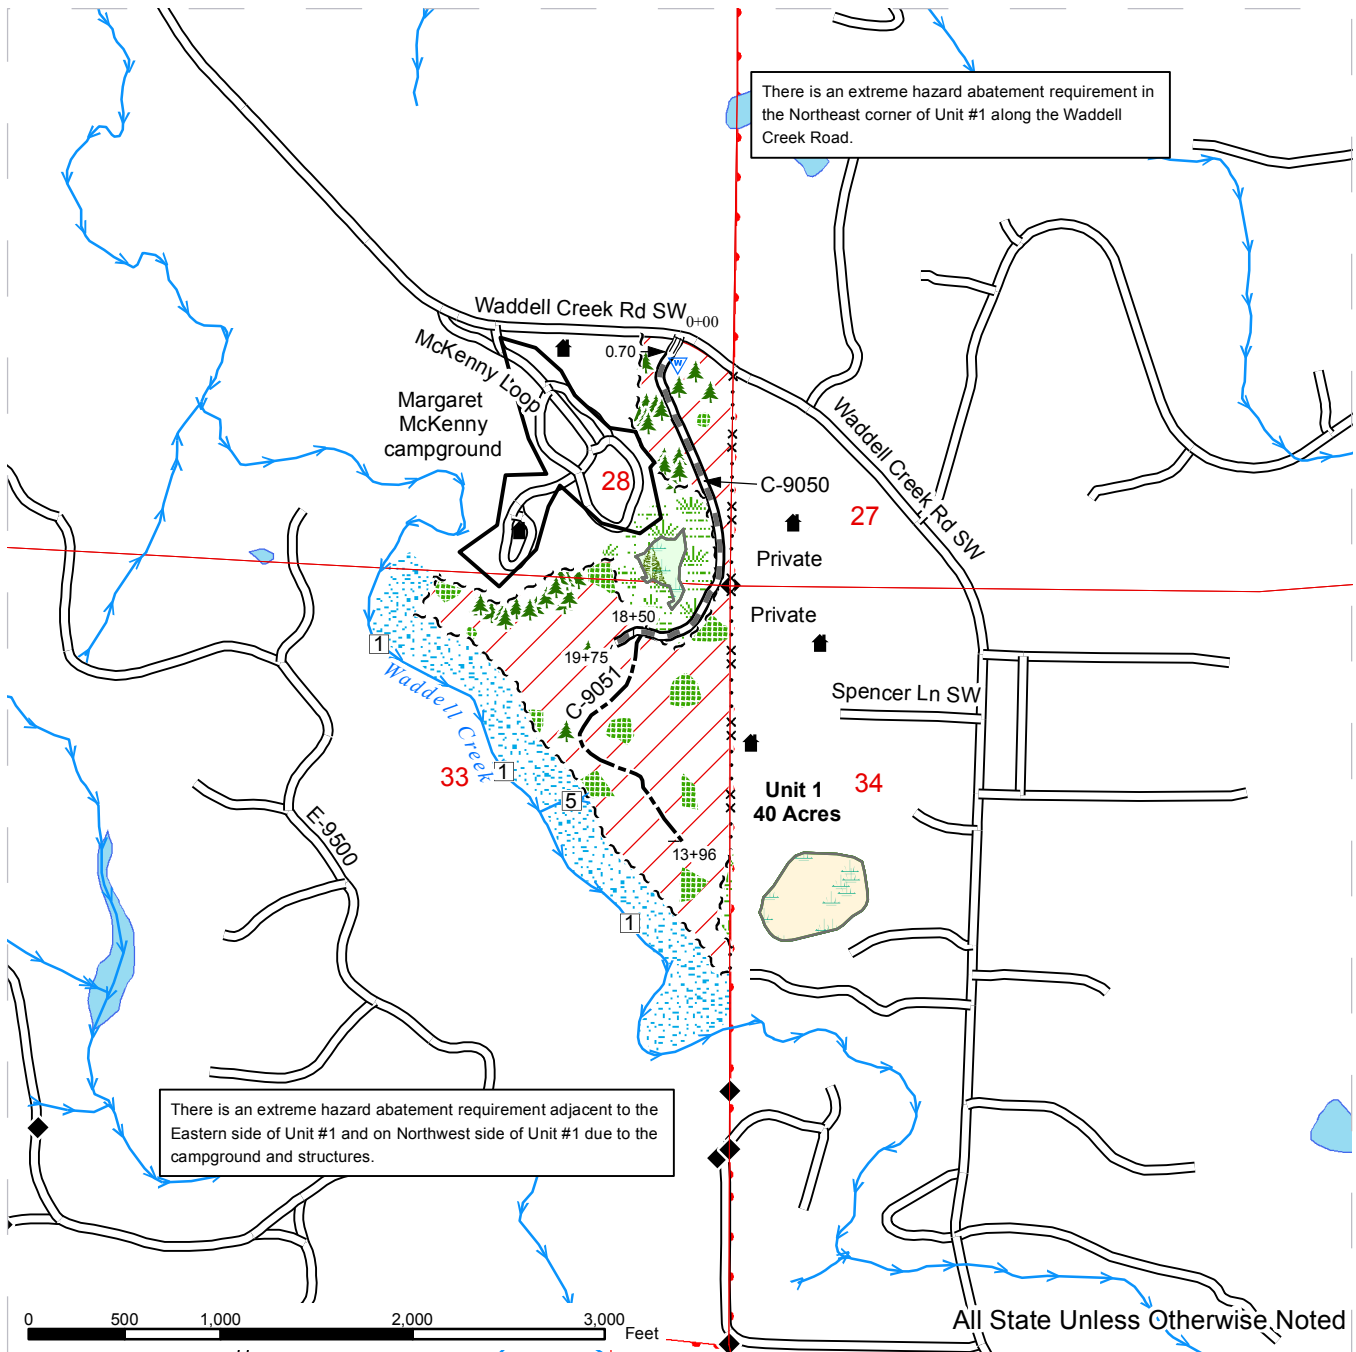 There is an extreme hazard abatement requirement in
the Northeast corner of Unit #1 along the Waddell
Creek Road.
Waddell Creek Rd SW
0+00
McKenny Loop
0.70
W
Margaret
McKenny
campground
Waddell Creek Rd SW
28
C-9050
27
Private
Private
18+50
1
19+75
Waddell Creek
C-9051
Spencer Ln SW
33
1
34
5
Unit 1
40 Acres
E-9500
13+96
1
There is an extreme hazard abatement requirement adjacent to the
Eastern side of Unit #1 and on Northwest side of Unit #1 due to the
campground and structures.
0 500 1,000 2,000 3,000
Feet
All State Unless Otherwise Noted